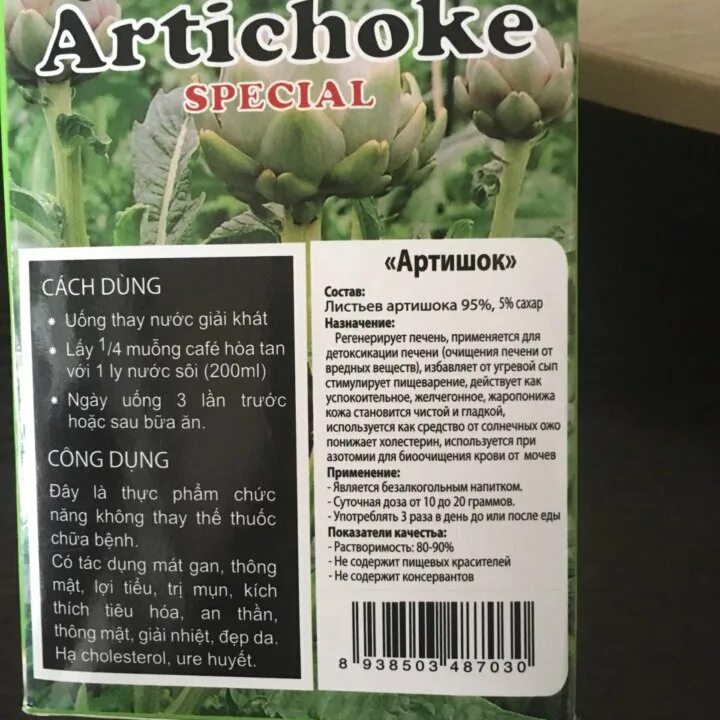 Artichoke
SPECIAL
CÁCH DÙNG
* Uống thay nước giải khát
* Lấy 1/4 muỗng café hòa tan
với 1 ly nước sôi (200ml)
* Ngày uống 3 lần trước
hoặc sau bữa ăn.
CÔNG DỤNG
Đây là thực phẩm chức
năng không thay thế thuốc
chữa bệnh.
Có tác dụng mát gan, thông
mật, lợi tiểu, trị mụn, kích
thích tiêu hóa, an thần,
thông mật, giải nhiệt, đẹp da.
Hạ cholesterol, ure huyết.
«Артишок»
Состав:
Листьев артишока 95%, 5% сахар
Назначение:
Регенерирует печень, применяется для
детоксикации печени (очищения печени от
вредных веществ), избавляет от угревой сып
стимулирует пищеварение, действует как
успокоительное, желчегонное, жаропонижа
кожа становится чистой и гладкой,
используется как средство от солнечных ожо
понижает холестерин, используется при
азотомии для биоочищения крови от мочев
Применение:
- Является безалкогольным напитком.
- Суточная доза от 10 до 20 граммов.
- Употреблять 3 раза в день до или после еды
Показатели качества:
- Растворимость: 80-90%
- Не содержит пищевых красителей
- Не содержит консервантов
8 938503 487030